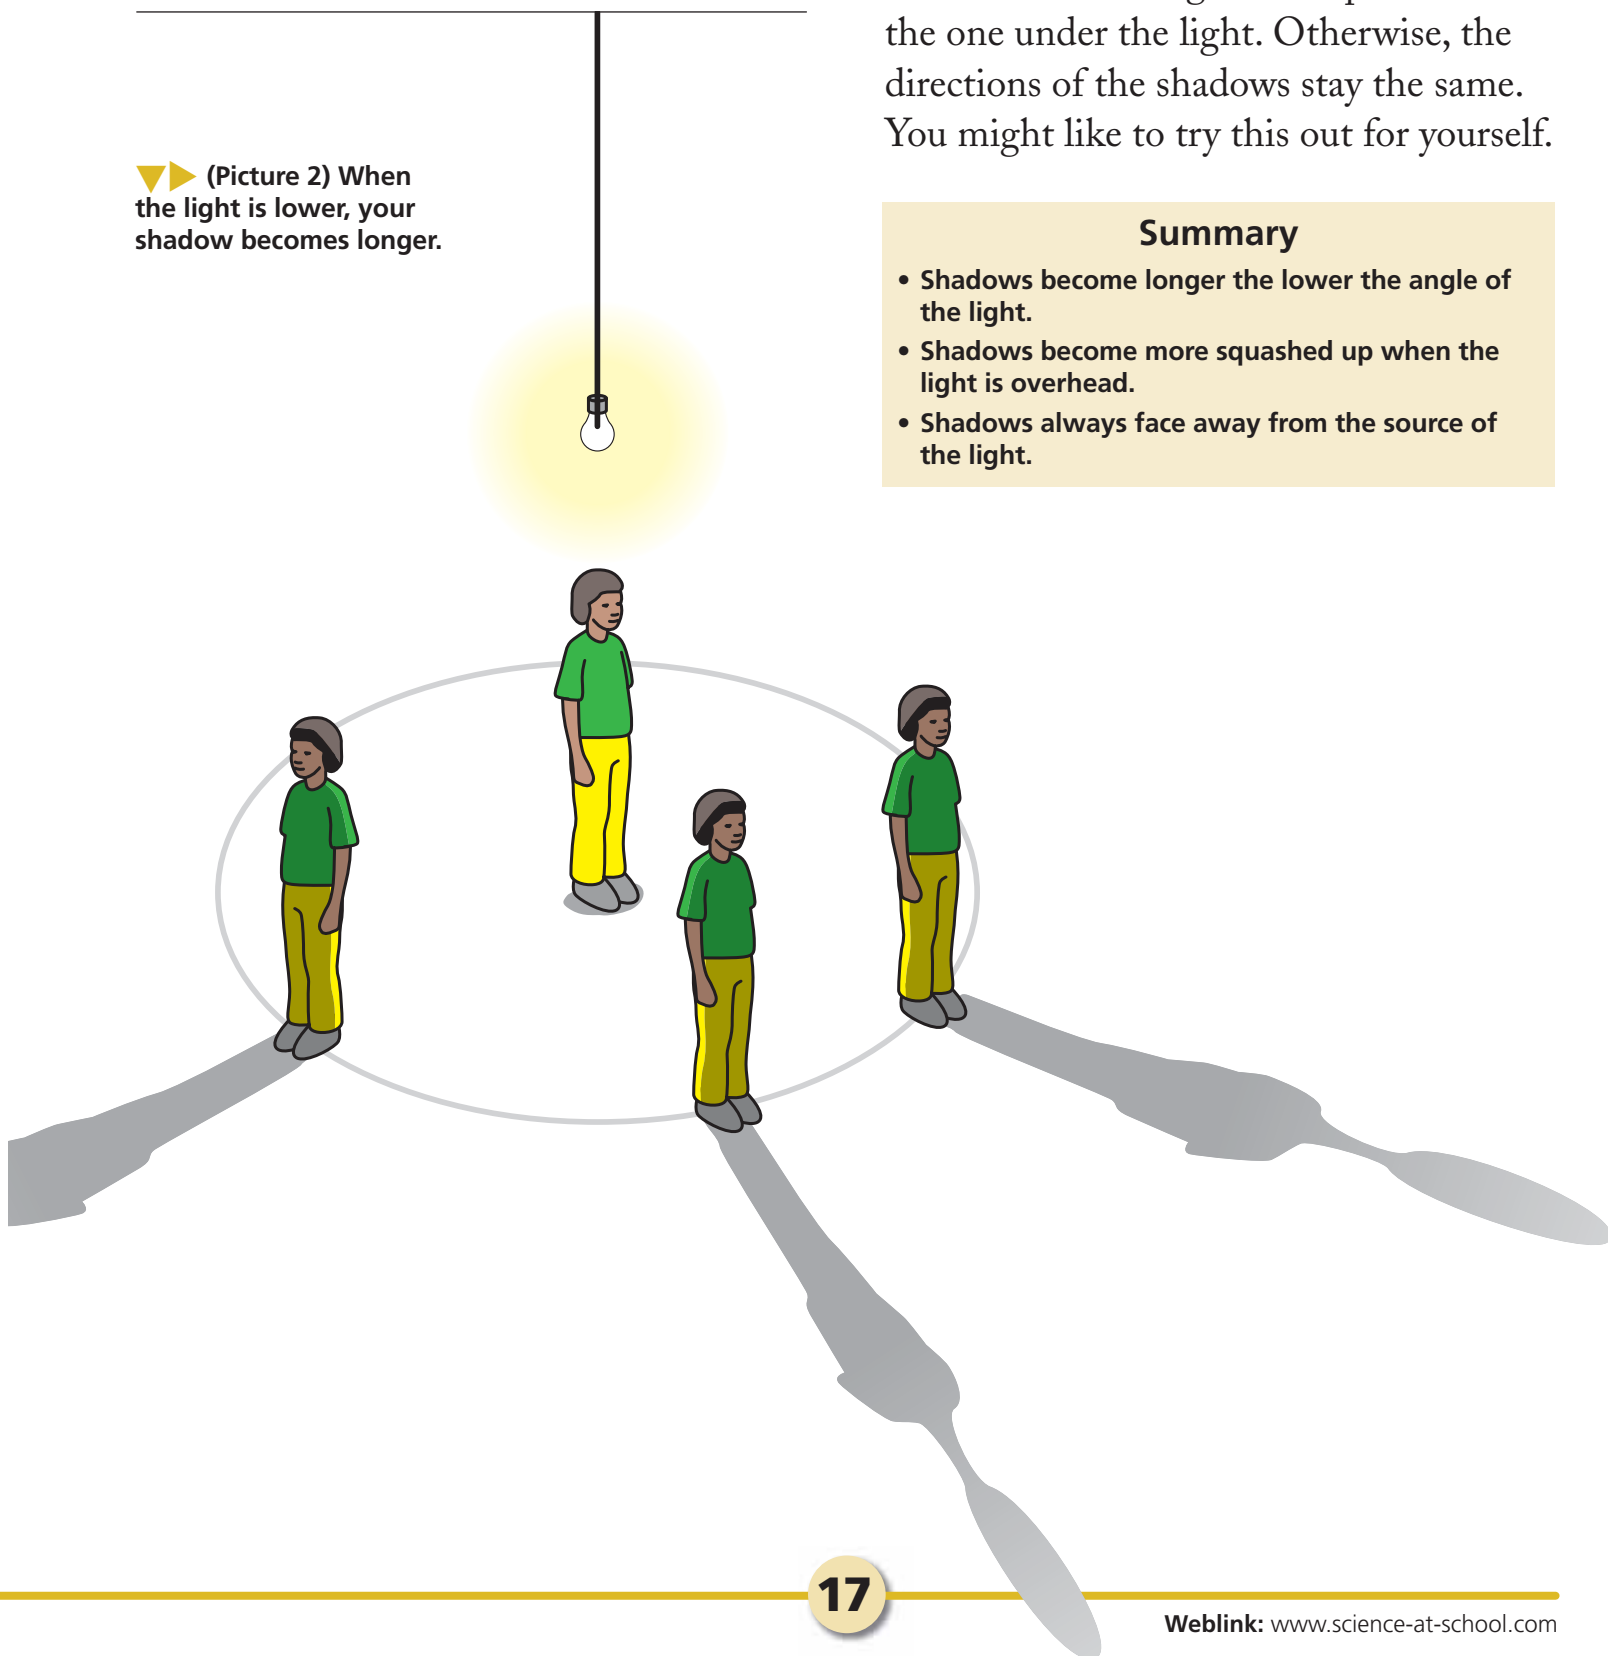 the one under the light. Otherwise, the
directions of the shadows stay the same.
You might like to try this out for yourself.
(Picture 2) When
the light is lower, your
shadow becomes longer.
Summary
• Shadows become longer the lower the angle of
the light.
• Shadows become more squashed up when the
light is overhead.
• Shadows always face away from the source of
the light.
17
Weblink: www.science-at-school.com